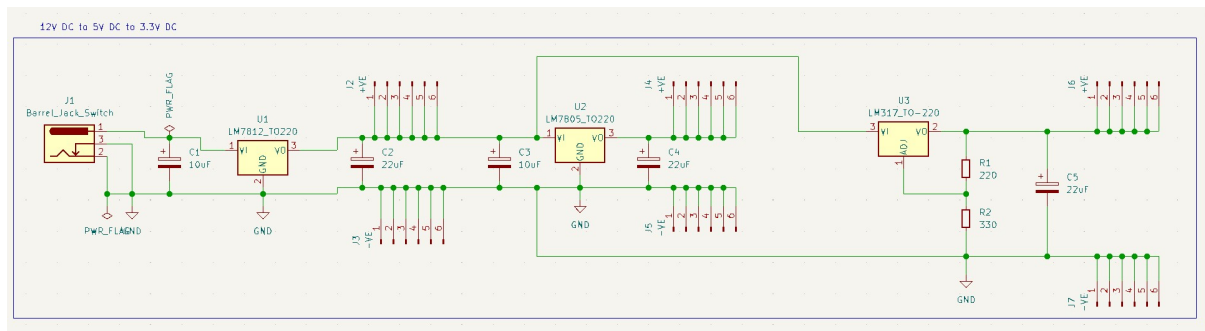 12V DC to 5V DC to 3.3V DC
J1
Barrel_Jack_Switch
1
3
2
PWR_FLAG
PWR_FLAG
GND
C1
10uF
U1
LM7812_TO220
1 VI VO 3
GND
2
GND
J2
+VE
1 2 3 4 5 6
C2
22uF
J3
-VE
1 2 3 4 5 6
C3
10uF
U2
LM7805_TO220
1 VI VO 3
GND
2
GND
J4
+VE
1 2 3 4 5 6
C4
22uF
J5
-VE
1 2 3 4 5 6
U3
LM317_TO-220
3 VI VO 2
ADJ
1
R1
220
R2
330
GND
C5
22uF
J6
+VE
1 2 3 4 5 6
J7
-VE
1 2 3 4 5 6